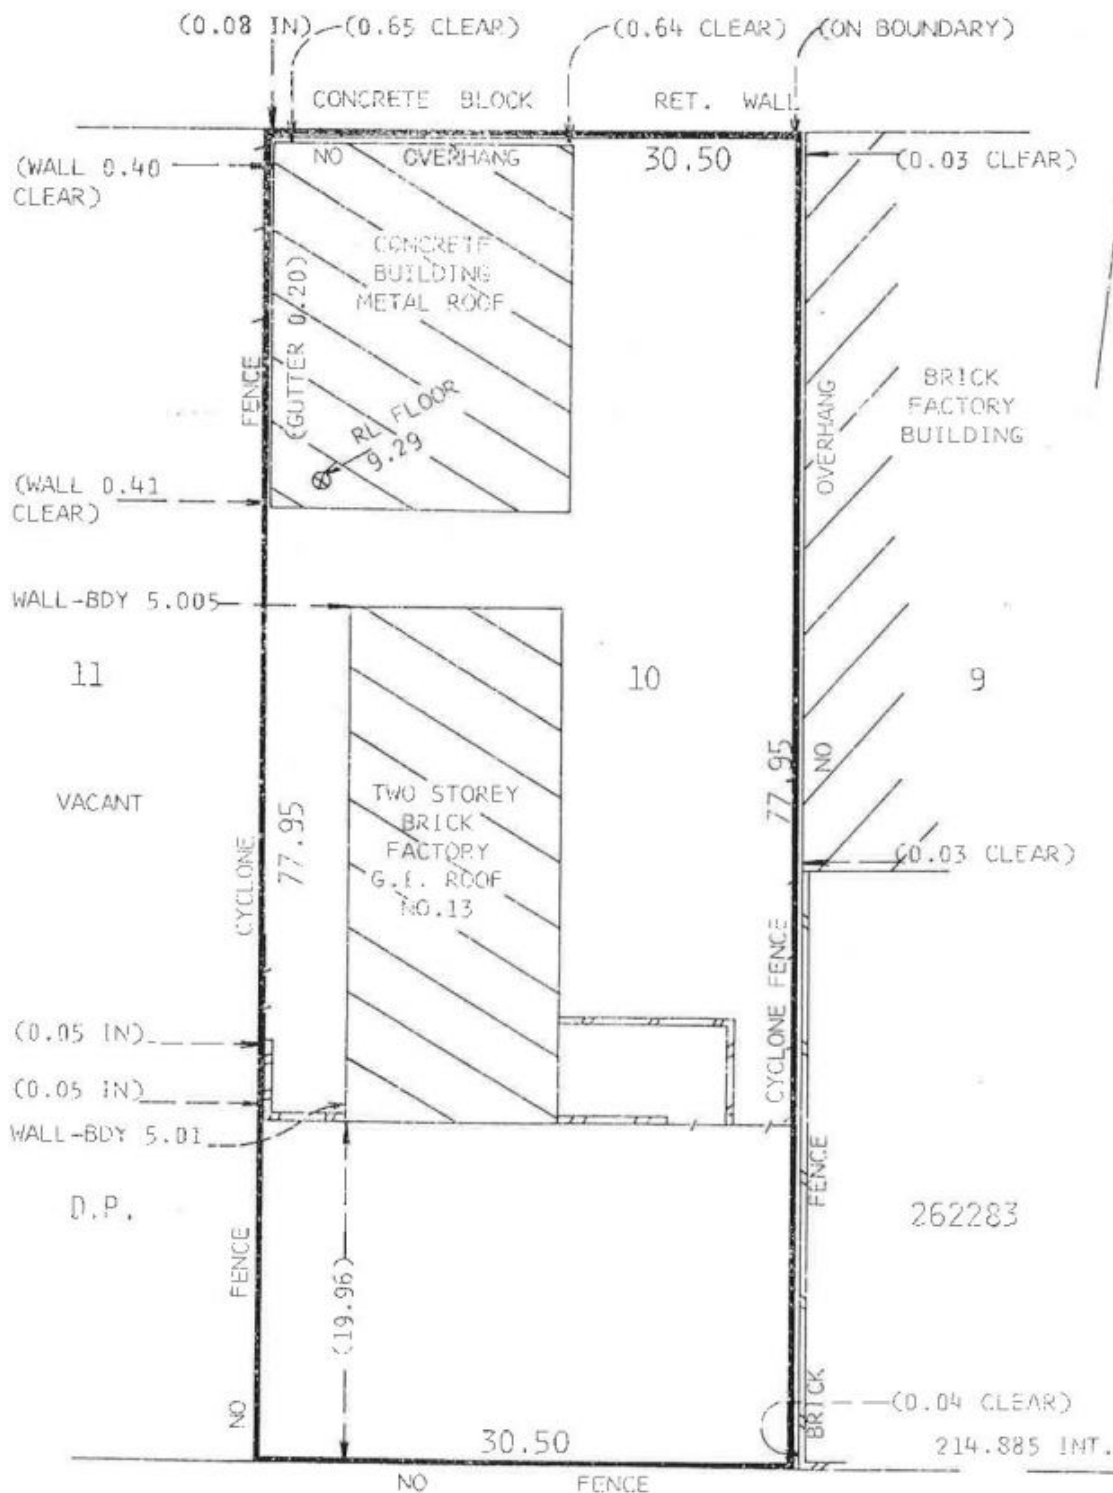 (0.08 IN) (0.65 CLEAR) (0.64 CLEAR) (ON BOUNDARY)
CONCRETE BLOCK RET. WALL
NO OVERHANG 30.50
(WALL 0.40
CLEAR)
(0.03 CLEAR)
CONCRETE
BUILDING
METAL ROOF
(GUTTER 0.20)
FENCE
RL FLOOR
9.29
OVERHANG
BRICK
FACTORY
BUILDING
(WALL 0.41
CLEAR)
WALL-BDY 5.005
11
10
9
VACANT
77.95
NO
77.95
TWO STOREY
BRICK
FACTORY
G.I. ROOF
NO.13
(0.03 CLEAR)
CYCLONE
CYCLONE FENCE
(0.05 IN)
(0.05 IN)
WALL-BDY 5.01
D.P.
FENCE
262283
FENCE
(19.96)
NO
BRICK
(0.04 CLEAR)
214.885 INT.
30.50
NO FENCE